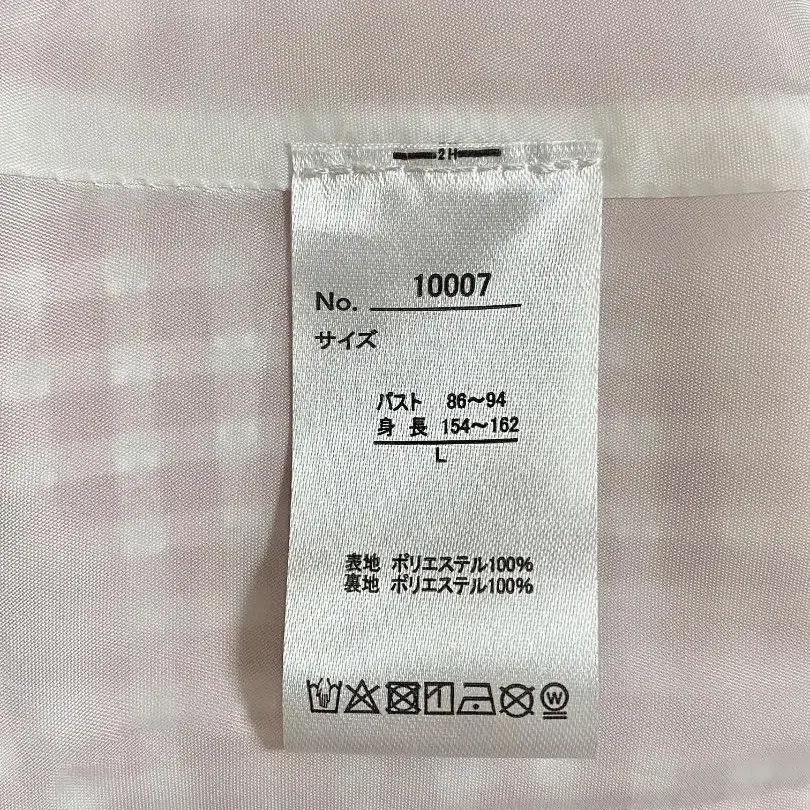 2H
No. 10007
サイズ
バスト 86～94
身長 154～162
L
表地 ポリエステル100%
裏地 ポリエステル100%
W